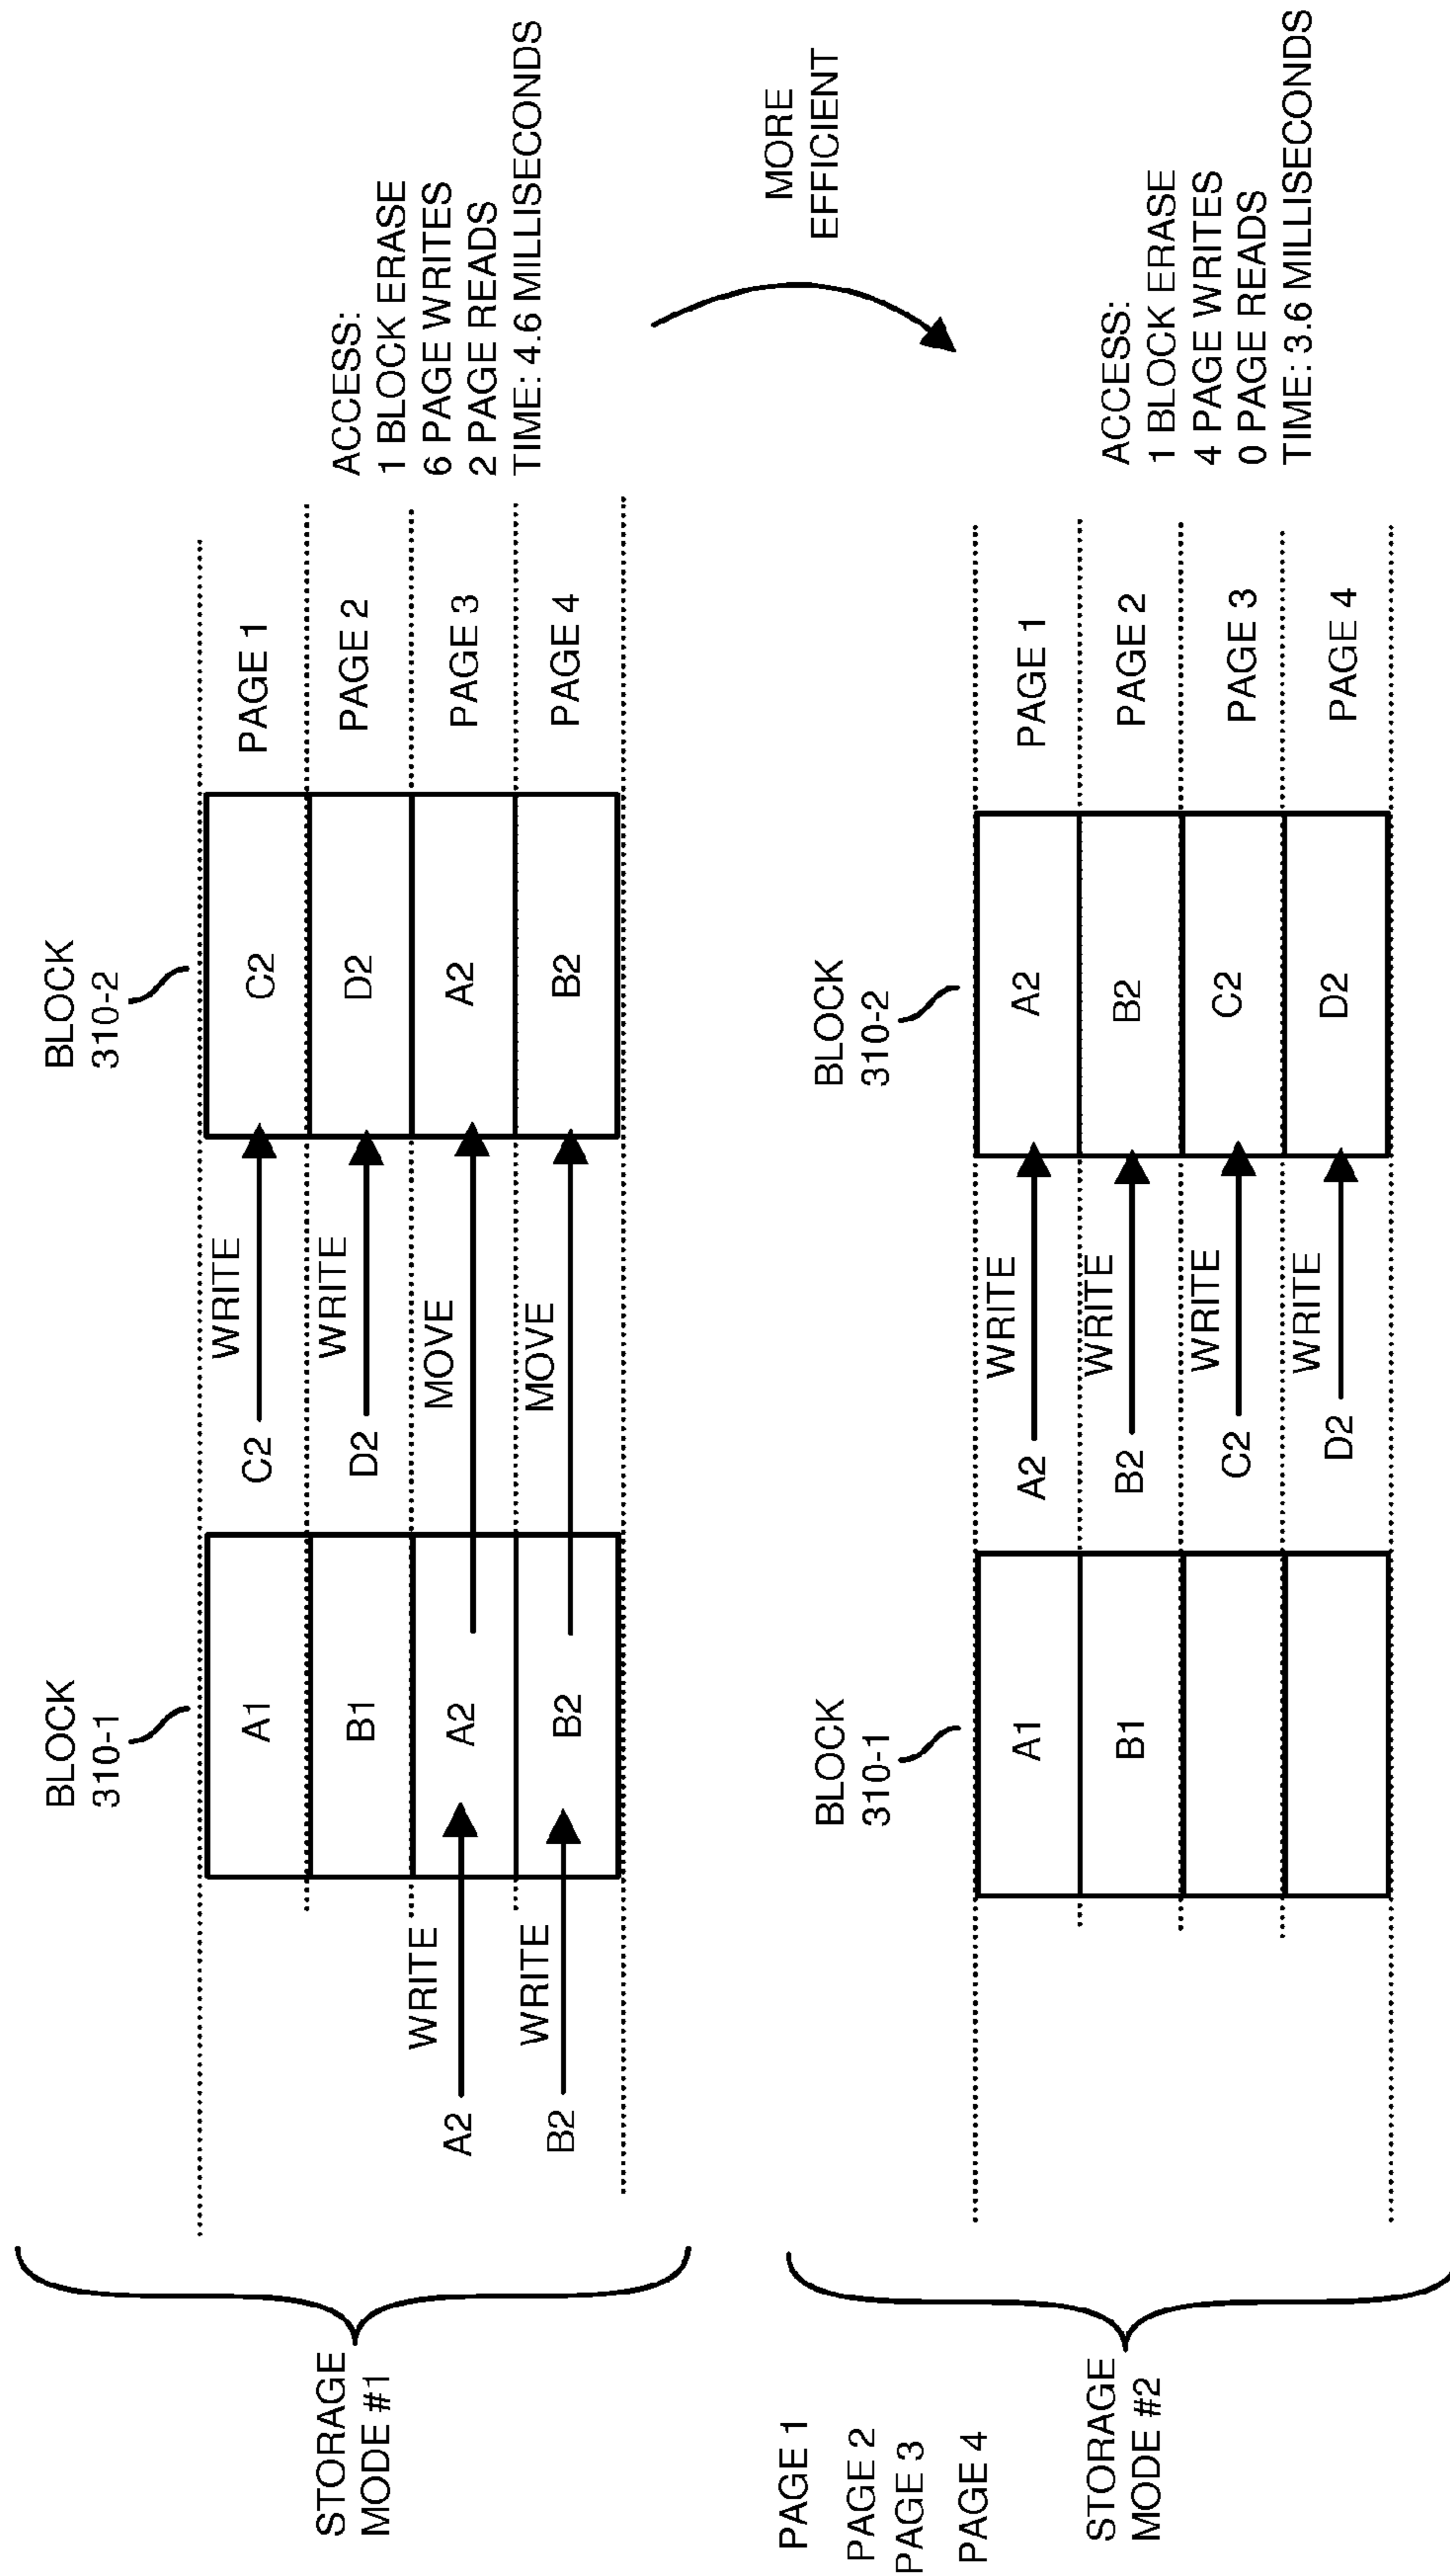 STORAGE
MODE #1
BLOCK
310-1
BLOCK
310-2
A1
WRITE
C2
C2
PAGE 1
B1
WRITE
D2
D2
PAGE 2
WRITE
A2
A2
MOVE
A2
PAGE 3
WRITE
B2
B2
MOVE
B2
PAGE 4
ACCESS:
1 BLOCK ERASE
6 PAGE WRITES
2 PAGE READS
TIME: 4.6 MILLISECONDS
MORE
EFFICIENT
PAGE 1
PAGE 2
PAGE 3
PAGE 4
STORAGE
MODE #2
BLOCK
310-1
BLOCK
310-2
A1
WRITE
A2
A2
PAGE 1
B1
WRITE
B2
B2
PAGE 2
WRITE
C2
C2
PAGE 3
WRITE
D2
D2
PAGE 4
ACCESS:
1 BLOCK ERASE
4 PAGE WRITES
0 PAGE READS
TIME: 3.6 MILLISECONDS